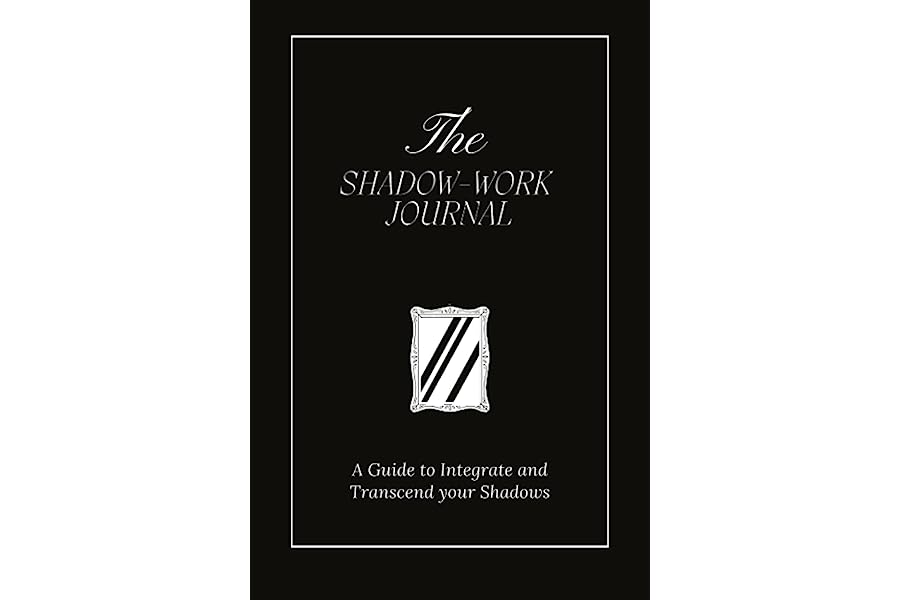 The
SHADOW-WORK
JOURNAL
A Guide to Integrate and
Transcend your Shadows